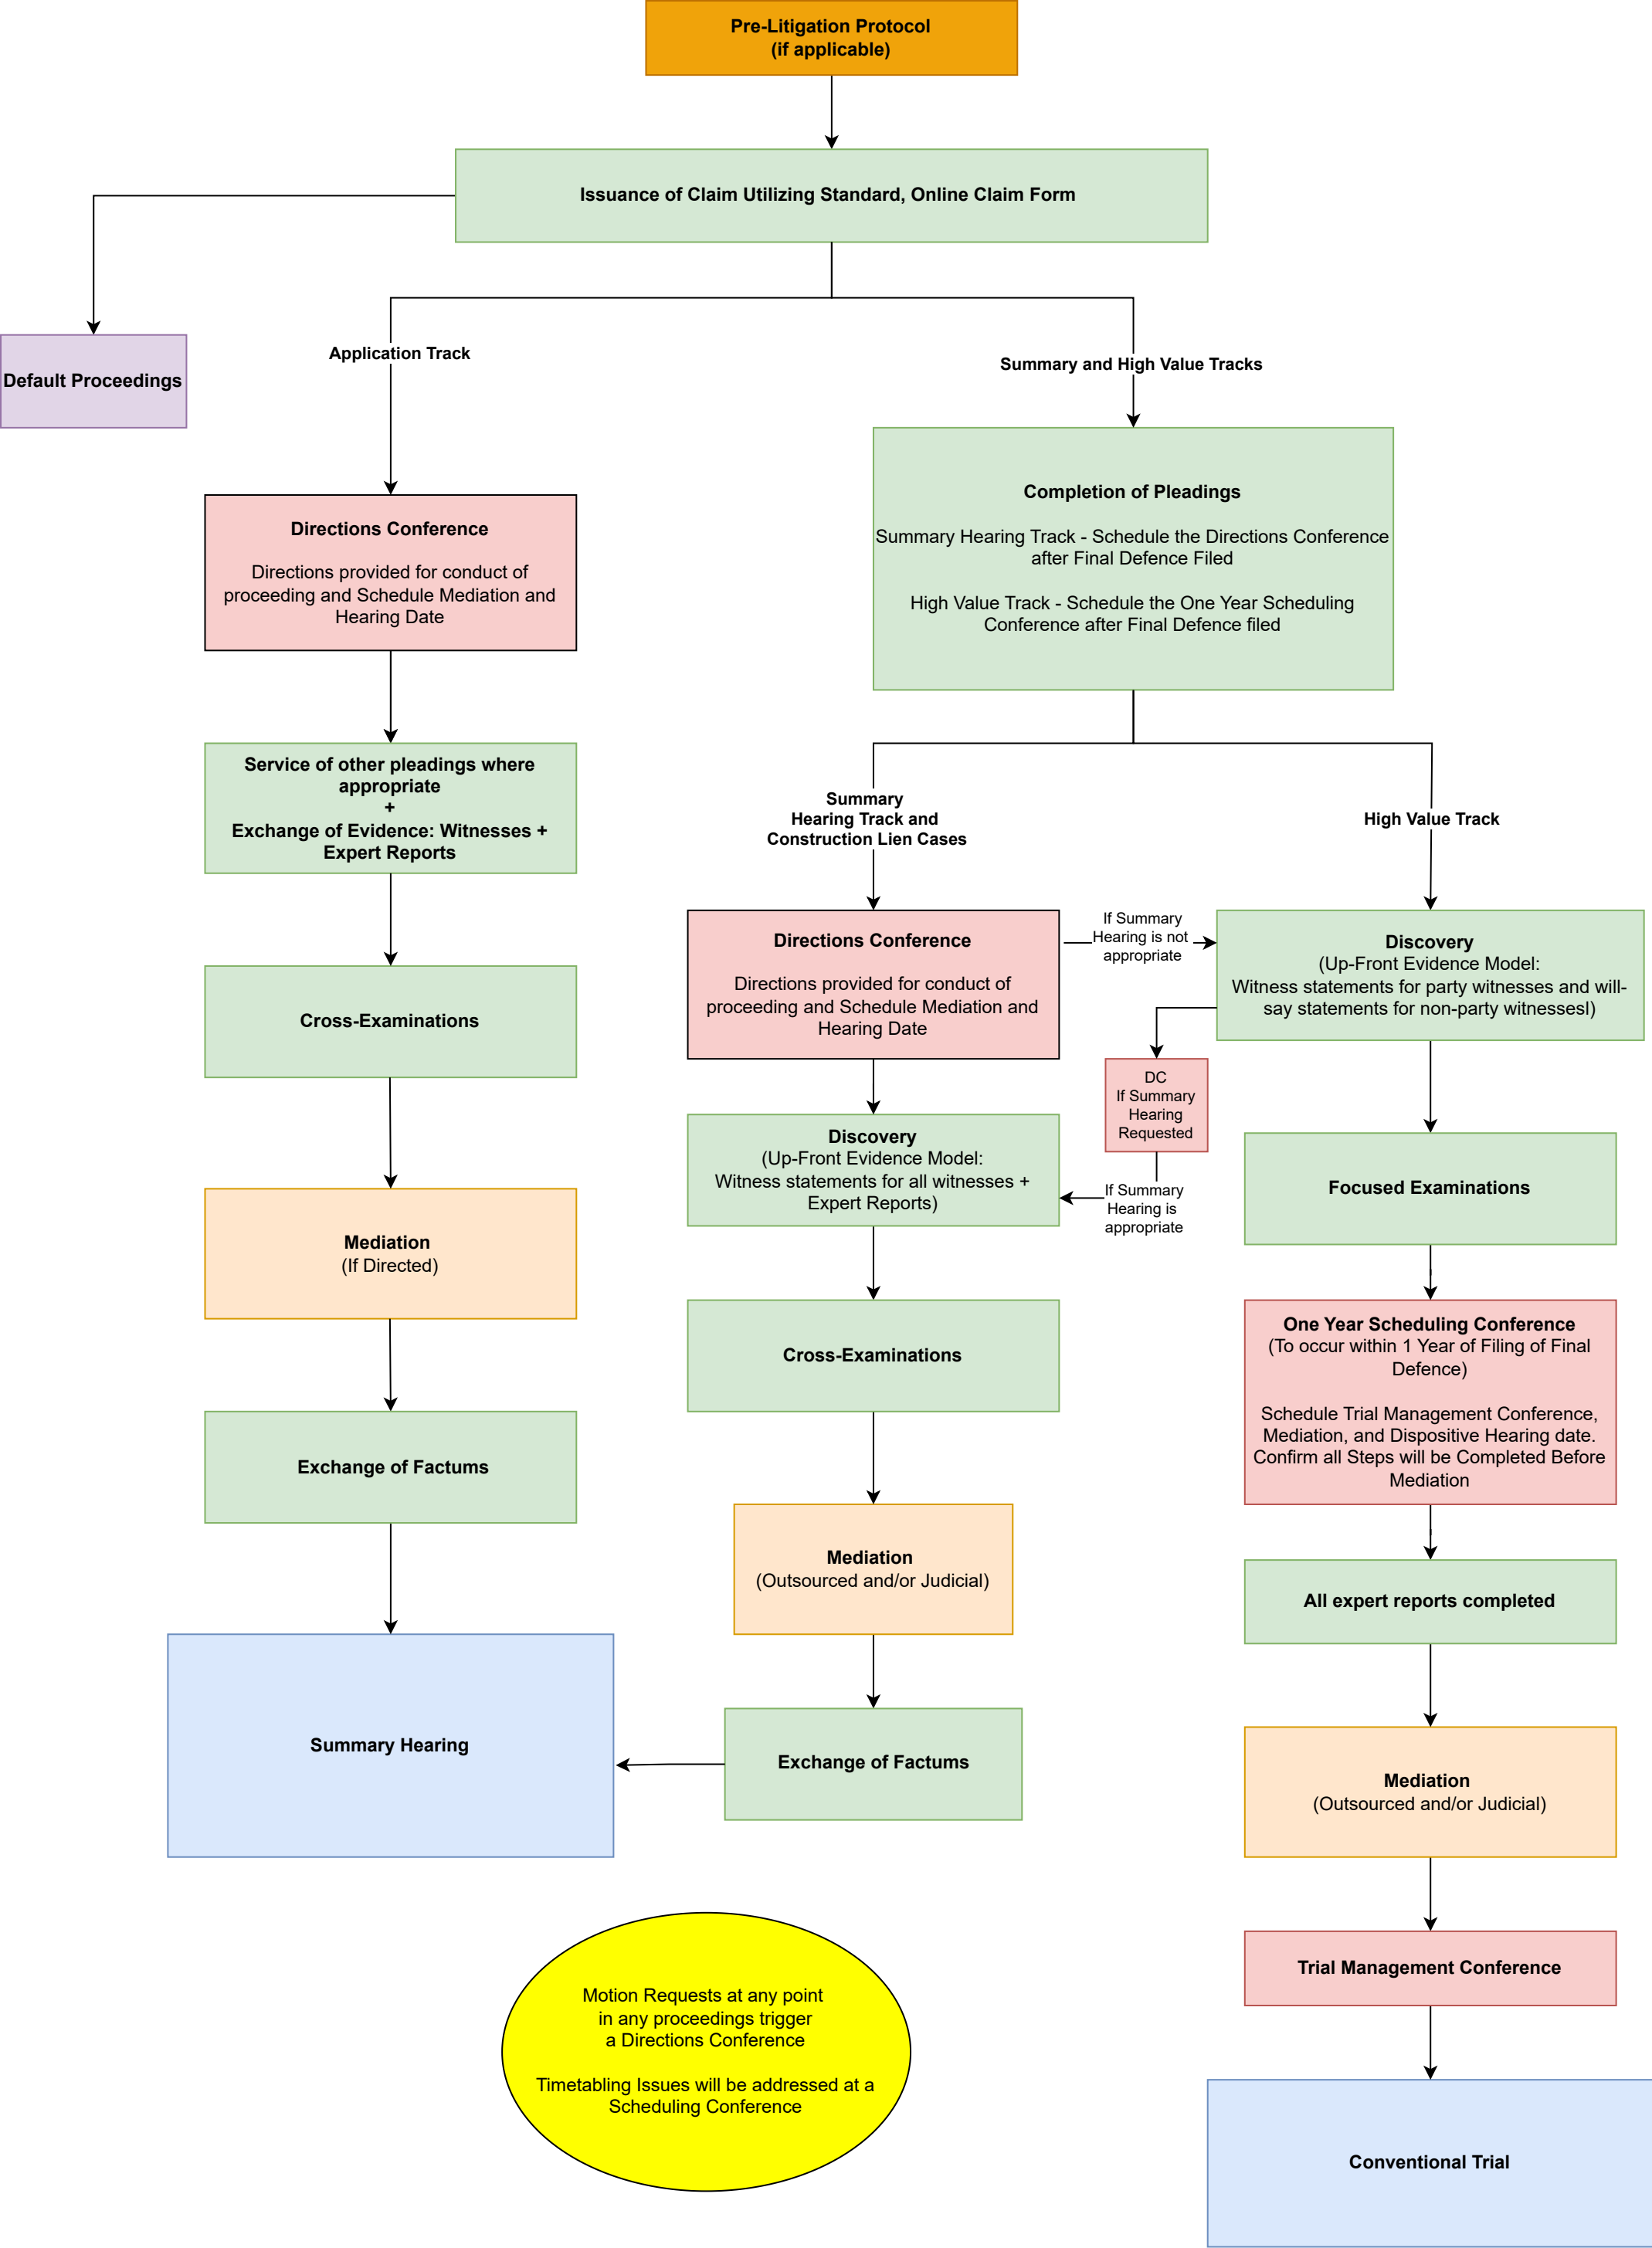 Pre-Litigation Protocol
(if applicable)
Issuance of Claim Utilizing Standard, Online Claim Form
Default Proceedings
Application Track
Summary and High Value Tracks
Directions Conference
Directions provided for conduct of
proceeding and Schedule Mediation and
Hearing Date
Completion of Pleadings
Summary Hearing Track - Schedule the Directions Conference
after Final Defence Filed
High Value Track - Schedule the One Year Scheduling
Conference after Final Defence filed
Service of other pleadings where
appropriate
+
Exchange of Evidence: Witnesses +
Expert Reports
Cross-Examinations
Mediation
(If Directed)
Exchange of Factums
Summary Hearing
Summary
Hearing Track and
Construction Lien Cases
High Value Track
Directions Conference
Directions provided for conduct of
proceeding and Schedule Mediation and
Hearing Date
If Summary
Hearing is not
appropriate
Discovery
(Up-Front Evidence Model:
Witness statements for party witnesses and will-
say statements for non-party witnessesl)
DC
If Summary
Hearing
Requested
If Summary
Hearing is
appropriate
Discovery
(Up-Front Evidence Model:
Witness statements for all witnesses +
Expert Reports)
Cross-Examinations
Mediation
(Outsourced and/or Judicial)
Exchange of Factums
Focused Examinations
One Year Scheduling Conference
(To occur within 1 Year of Filing of Final
Defence)
Schedule Trial Management Conference,
Mediation, and Dispositive Hearing date.
Confirm all Steps will be Completed Before
Mediation
All expert reports completed
Mediation
(Outsourced and/or Judicial)
Trial Management Conference
Conventional Trial
Motion Requests at any point
in any proceedings trigger
a Directions Conference
Timetabling Issues will be addressed at a
Scheduling Conference